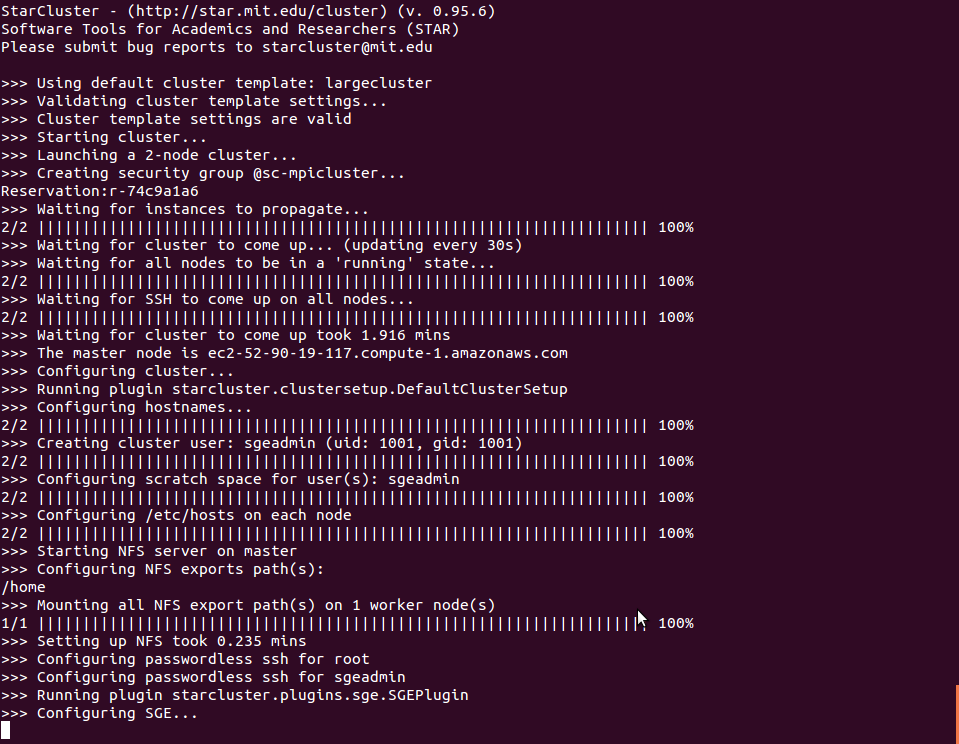 StarCluster - (http://star.mit.edu/cluster) (v. 0.95.6)
Software Tools for Academics and Researchers (STAR)
Please submit bug reports to starcluster@mit.edu
>>> Using default cluster template: largecluster
>>> Validating cluster template settings...
>>> Cluster template settings are valid
>>> Starting cluster...
>>> Launching a 2-node cluster...
>>> Creating security group @sc-mpicluster...
Reservation:r-74c9a1a6
>>> Waiting for instances to propagate...
2/2 |||||||||||||||||||||||||||||||||||||||||||||||||||||||||||||||||||| 100%
>>> Waiting for cluster to come up... (updating every 30s)
>>> Waiting for all nodes to be in a 'running' state...
2/2 |||||||||||||||||||||||||||||||||||||||||||||||||||||||||||||||||||| 100%
>>> Waiting for SSH to come up on all nodes...
2/2 |||||||||||||||||||||||||||||||||||||||||||||||||||||||||||||||||||| 100%
>>> Waiting for cluster to come up took 1.916 mins
>>> The master node is ec2-52-90-19-117.compute-1.amazonaws.com
>>> Configuring cluster...
>>> Running plugin starcluster.clustersetup.DefaultClusterSetup
>>> Configuring hostnames...
2/2 |||||||||||||||||||||||||||||||||||||||||||||||||||||||||||||||||||| 100%
>>> Creating cluster user: sgeadmin (uid: 1001, gid: 1001)
2/2 |||||||||||||||||||||||||||||||||||||||||||||||||||||||||||||||||||| 100%
>>> Configuring scratch space for user(s): sgeadmin
2/2 |||||||||||||||||||||||||||||||||||||||||||||||||||||||||||||||||||| 100%
>>> Configuring /etc/hosts on each node
2/2 |||||||||||||||||||||||||||||||||||||||||||||||||||||||||||||||||||| 100%
>>> Starting NFS server on master
>>> Configuring NFS exports path(s):
/home
>>> Mounting all NFS export path(s) on 1 worker node(s)
1/1 |||||||||||||||||||||||||||||||||||||||||||||||||||||||||||||||||||| 100%
>>> Setting up NFS took 0.235 mins
>>> Configuring passwordless ssh for root
>>> Configuring passwordless ssh for sgeadmin
>>> Running plugin starcluster.plugins.sge.SGEPlugin
>>> Configuring SGE...